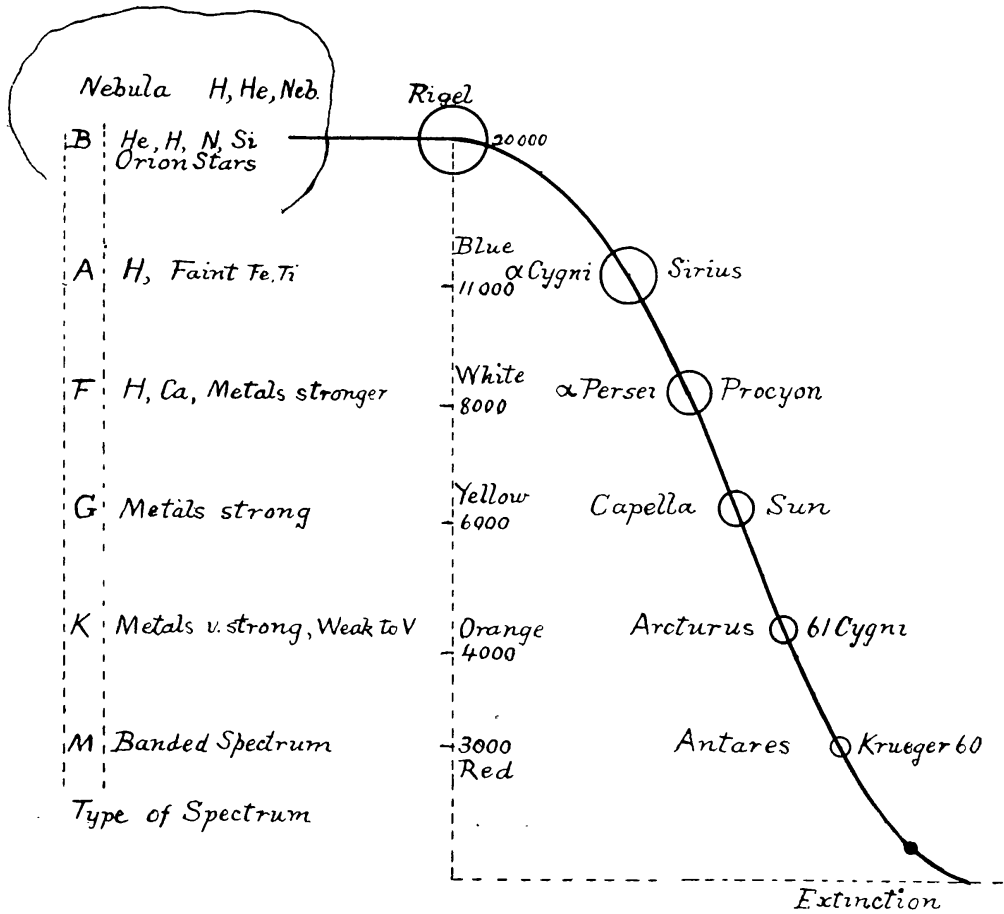 Nebula H, He, Neb.
Rigel
B He, H, N, Si 20000
Orion Stars
Blue
A H, Faint Fe, Ti α Cygni Sirius
11000
White
F H, Ca, Metals stronger α Persei Procyon
8000
Yellow
G Metals strong Capella Sun
6000
K Metals v. strong, Weak to V Orange Arcturus 61 Cygni
4000
M Banded Spectrum 3000 Antares Krueger 60
Red
Type of Spectrum
Extinction